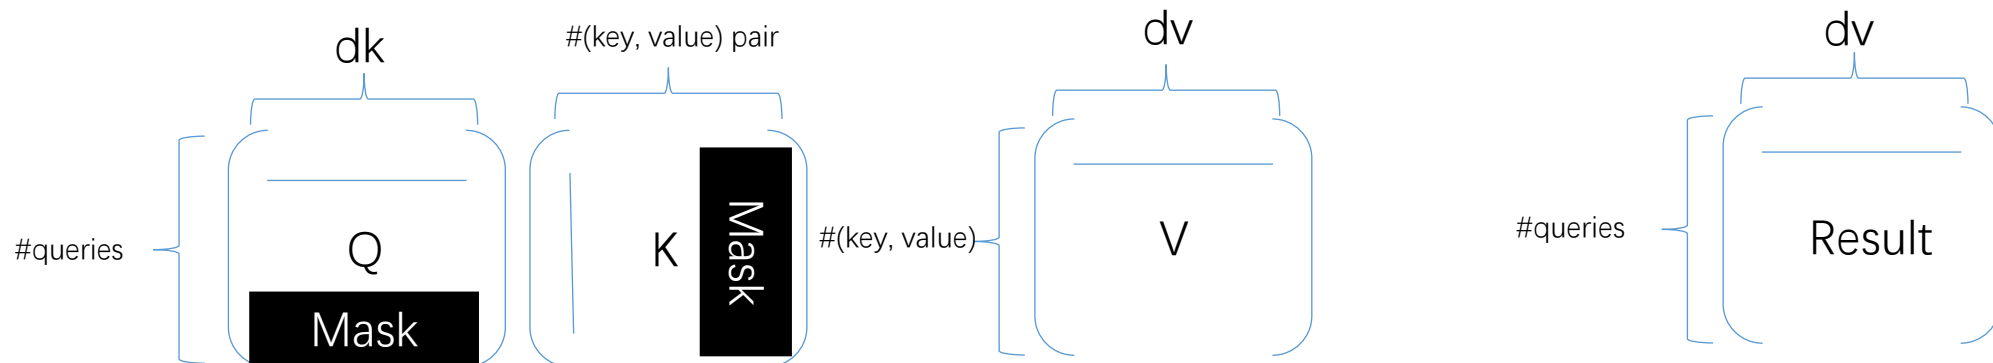 dk
#(key, value) pair
dv
dv
#queries
Q
Mask
K
Mask
#(key, value)
V
#queries
Result